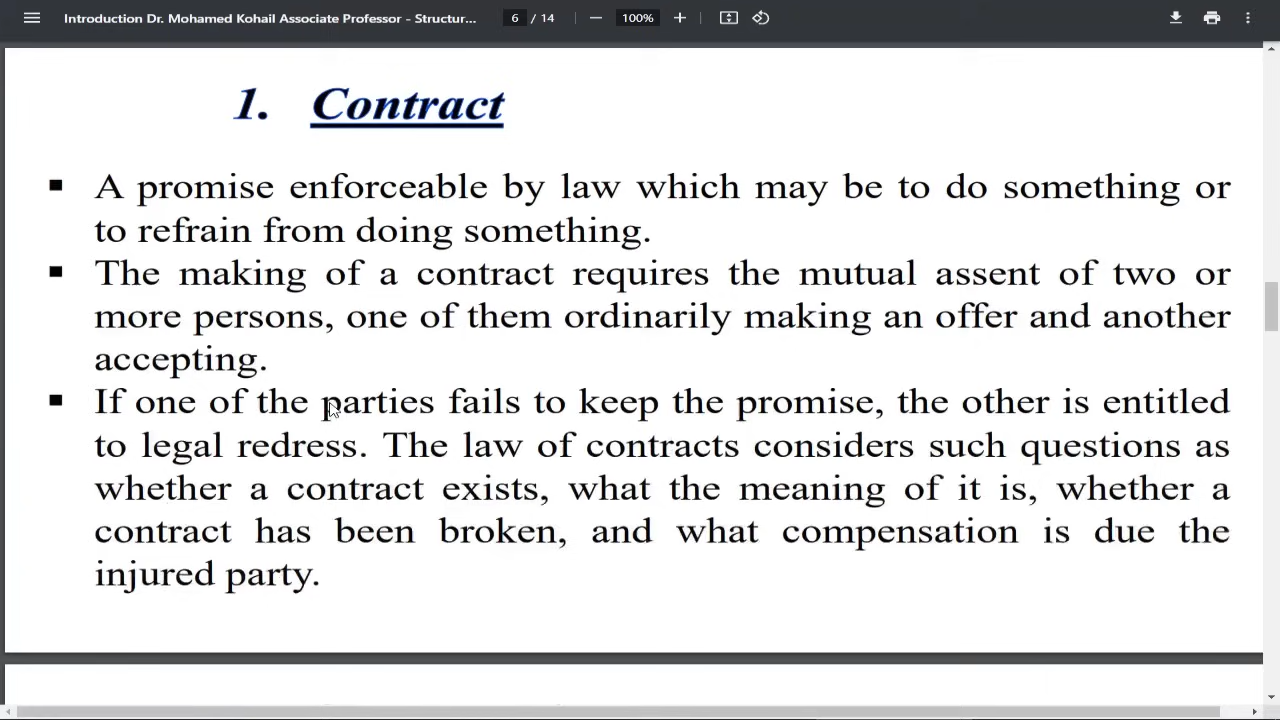 Introduction Dr. Mohamed Kohail Associate Professor - Structur...
6 / 14
100%
1. Contract
▪ A promise enforceable by law which may be to do something or
to refrain from doing something.
▪ The making of a contract requires the mutual assent of two or
more persons, one of them ordinarily making an offer and another
accepting.
▪ If one of the parties fails to keep the promise, the other is entitled
to legal redress. The law of contracts considers such questions as
whether a contract exists, what the meaning of it is, whether a
contract has been broken, and what compensation is due the
injured party.